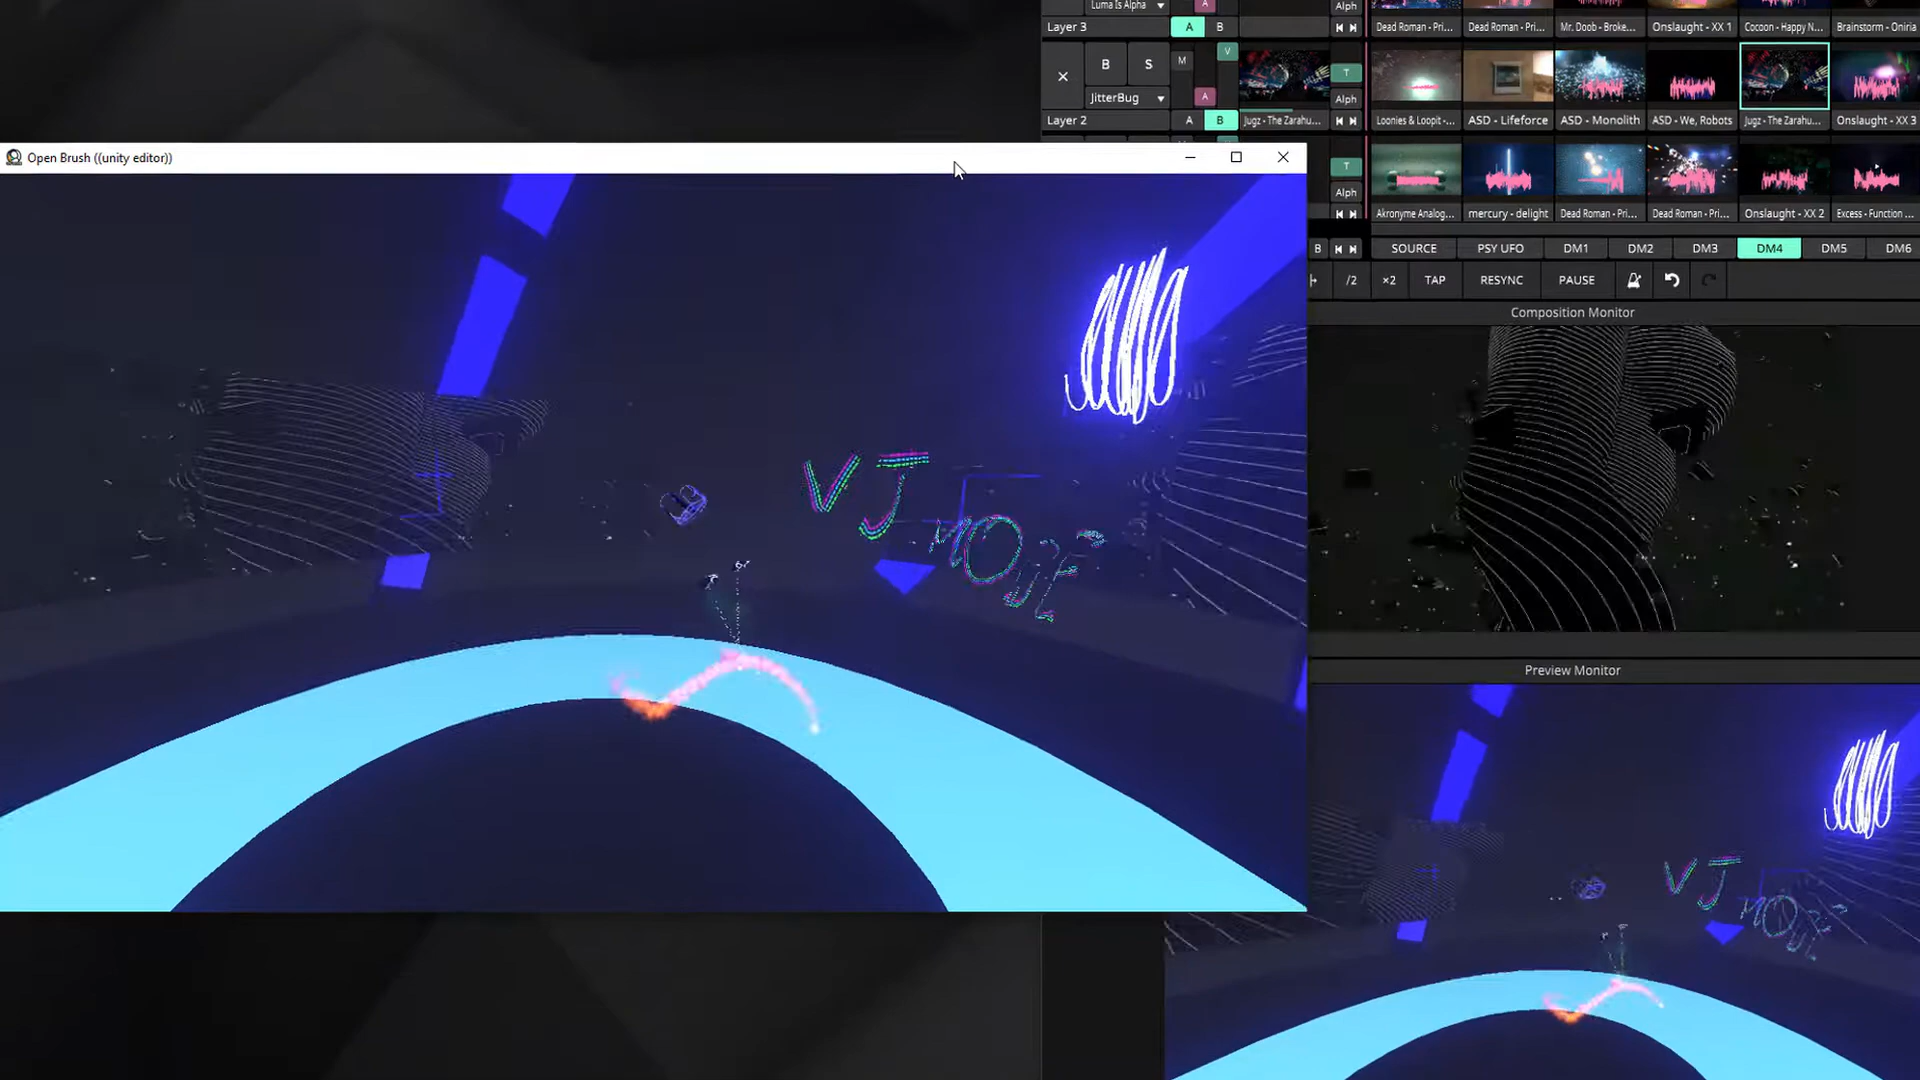 Luma Is Alpha
A
Alph
Layer 3
A B
Dead Roman - Pri...
Dead Roman - Pri...
Mr. Doob - Broke...
Onslaught - XX 1
Cocoon - Happy N...
Brainstorm - Oniria
B S M V
T
JitterBug A
Alph
Layer 2
A B
Jugz - The Zarahu...
Loonies & Loopit -...
ASD - Lifeforce
ASD - Monolith
ASD - We, Robots
Jugz - The Zarahu...
Onslaught - XX 3
Open Brush ((unity editor))
T
Alph
Akronyme Analog...
mercury - delight
Dead Roman - Pri...
Dead Roman - Pri...
Onslaught - XX 2
Excess - Function ...
B
SOURCE PSY UFO DM1 DM2 DM3 DM4 DM5 DM6
/2 ×2 TAP RESYNC PAUSE
Composition Monitor
VJ
Preview Monitor
VJ